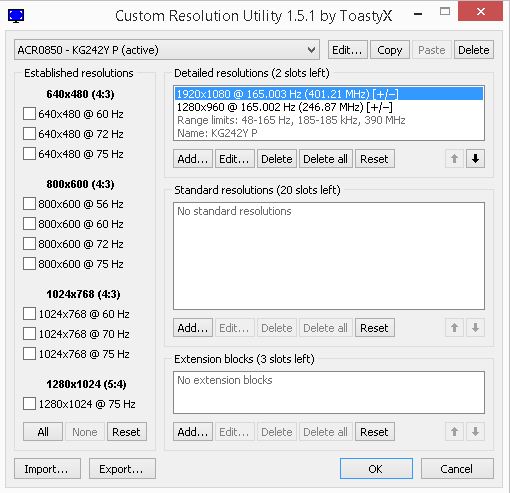 Custom Resolution Utility 1.5.1 by ToastyX
ACR0850 - KG242Y P (active)
Edit...
Copy
Paste
Delete
Established resolutions
640x480 (4:3)
640x480 @ 60 Hz
640x480 @ 72 Hz
640x480 @ 75 Hz
800x600 (4:3)
800x600 @ 56 Hz
800x600 @ 60 Hz
800x600 @ 72 Hz
800x600 @ 75 Hz
1024x768 (4:3)
1024x768 @ 60 Hz
1024x768 @ 70 Hz
1024x768 @ 75 Hz
1280x1024 (5:4)
1280x1024 @ 75 Hz
All
None
Reset
Detailed resolutions (2 slots left)
1920x1080 @ 165.003 Hz (401.21 MHz) [+/−]
1280x960 @ 165.002 Hz (246.87 MHz) [+/−]
Range limits: 48-165 Hz, 185-185 kHz, 390 MHz
Name: KG242Y P
Add...
Edit...
Delete
Delete all
Reset
Standard resolutions (20 slots left)
No standard resolutions
Add...
Edit...
Delete
Delete all
Reset
Extension blocks (3 slots left)
No extension blocks
Add...
Edit...
Delete
Delete all
Reset
Import...
Export...
OK
Cancel